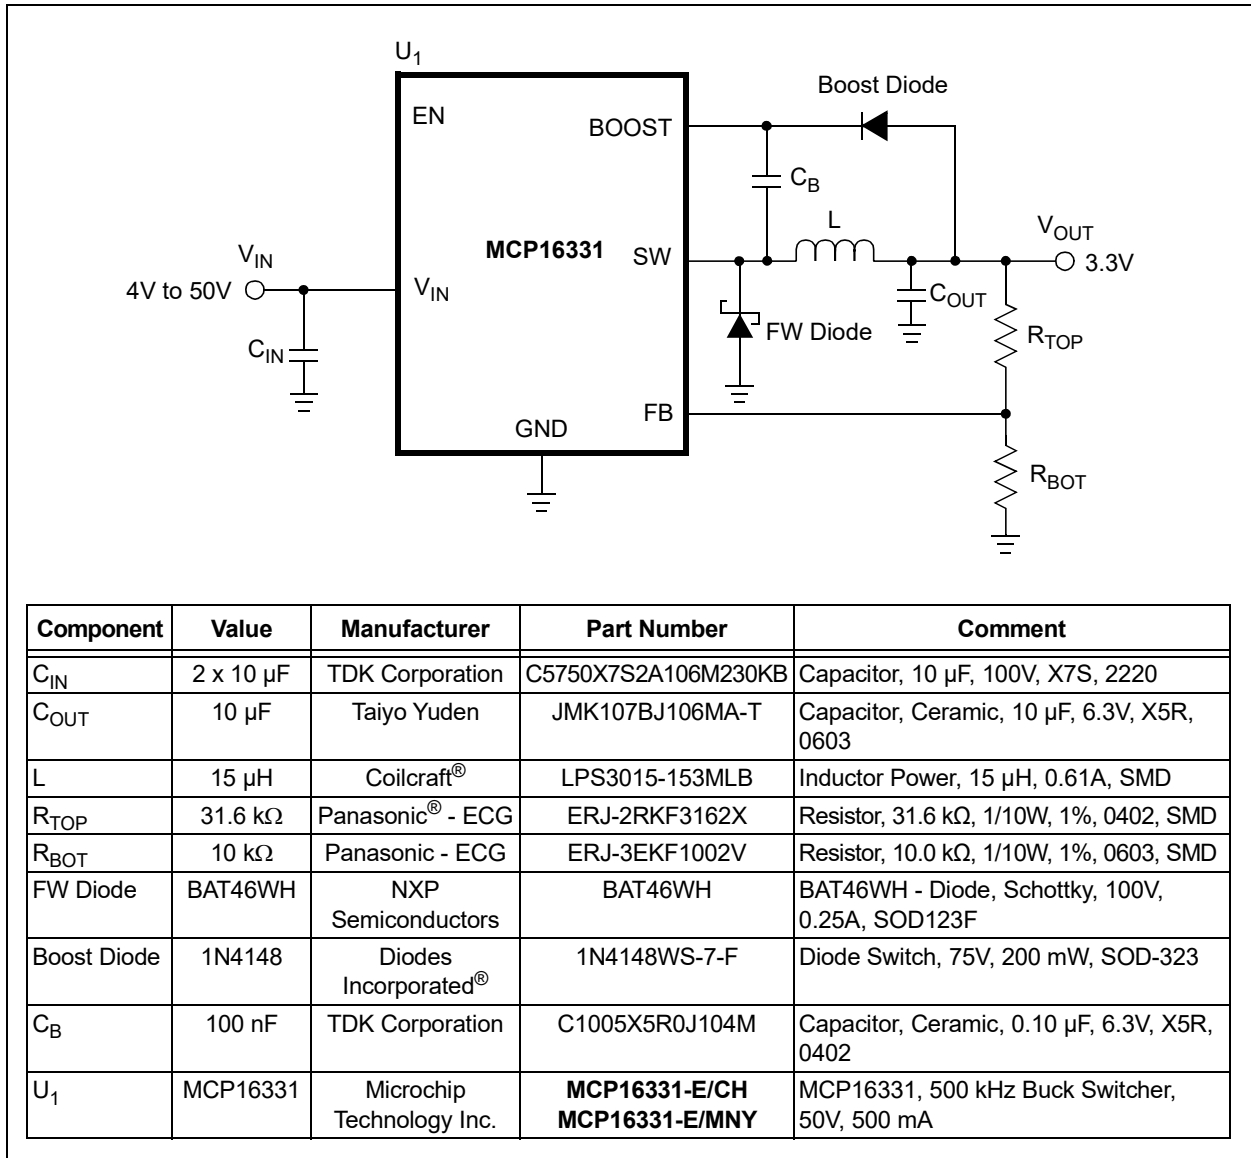 U1
EN
BOOST
Boost Diode
CB
L
MCP16331
SW
VOUT
3.3V
VIN
4V to 50V
VIN
CIN
COUT
FW Diode
RTOP
FB
GND
RBOT
Component Value Manufacturer Part Number Comment
CIN 2 x 10 µF TDK Corporation C5750X7S2A106M230KB Capacitor, 10 µF, 100V, X7S, 2220
COUT 10 µF Taiyo Yuden JMK107BJ106MA-T Capacitor, Ceramic, 10 µF, 6.3V, X5R,
0603
L 15 µH Coilcraft® LPS3015-153MLB Inductor Power, 15 µH, 0.61A, SMD
RTOP 31.6 kΩ Panasonic® - ECG ERJ-2RKF3162X Resistor, 31.6 kΩ, 1/10W, 1%, 0402, SMD
RBOT 10 kΩ Panasonic - ECG ERJ-3EKF1002V Resistor, 10.0 kΩ, 1/10W, 1%, 0603, SMD
FW Diode BAT46WH NXP BAT46WH BAT46WH - Diode, Schottky, 100V,
Semiconductors 0.25A, SOD123F
Boost Diode 1N4148 Diodes 1N4148WS-7-F Diode Switch, 75V, 200 mW, SOD-323
Incorporated®
CB 100 nF TDK Corporation C1005X5R0J104M Capacitor, Ceramic, 0.10 µF, 6.3V, X5R,
0402
U1 MCP16331 Microchip MCP16331-E/CH MCP16331, 500 kHz Buck Switcher,
Technology Inc. MCP16331-E/MNY 50V, 500 mA